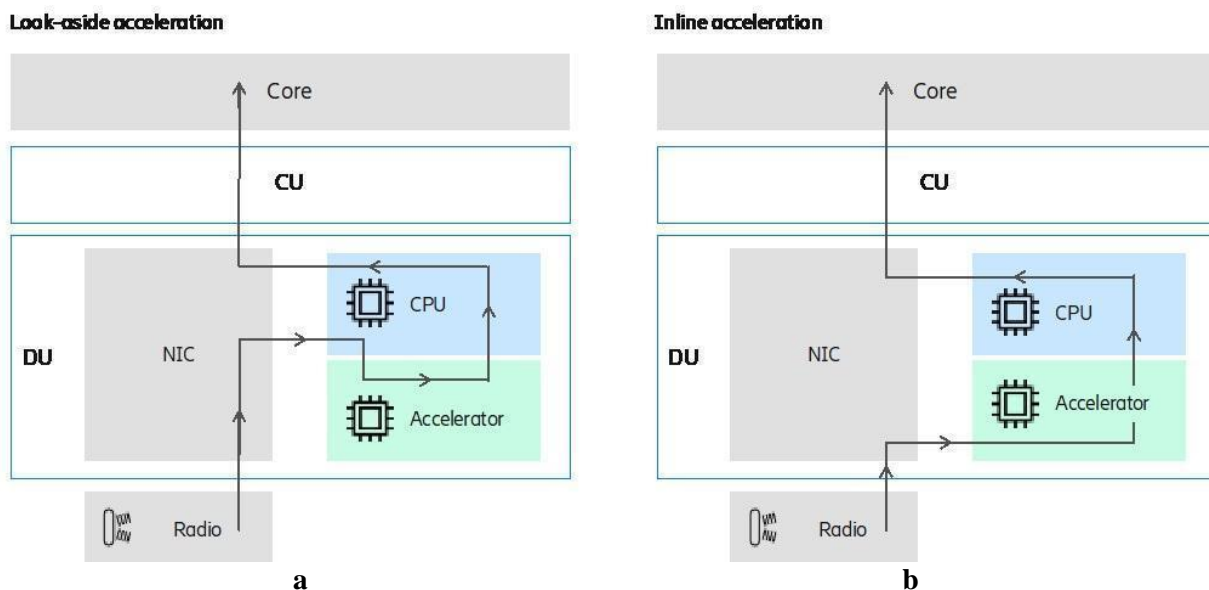 Look-aside acceleration
Core
CU
DU
NIC
CPU
Accelerator
Radio
a
Inline acceleration
Core
CU
DU
NIC
CPU
Accelerator
Radio
b